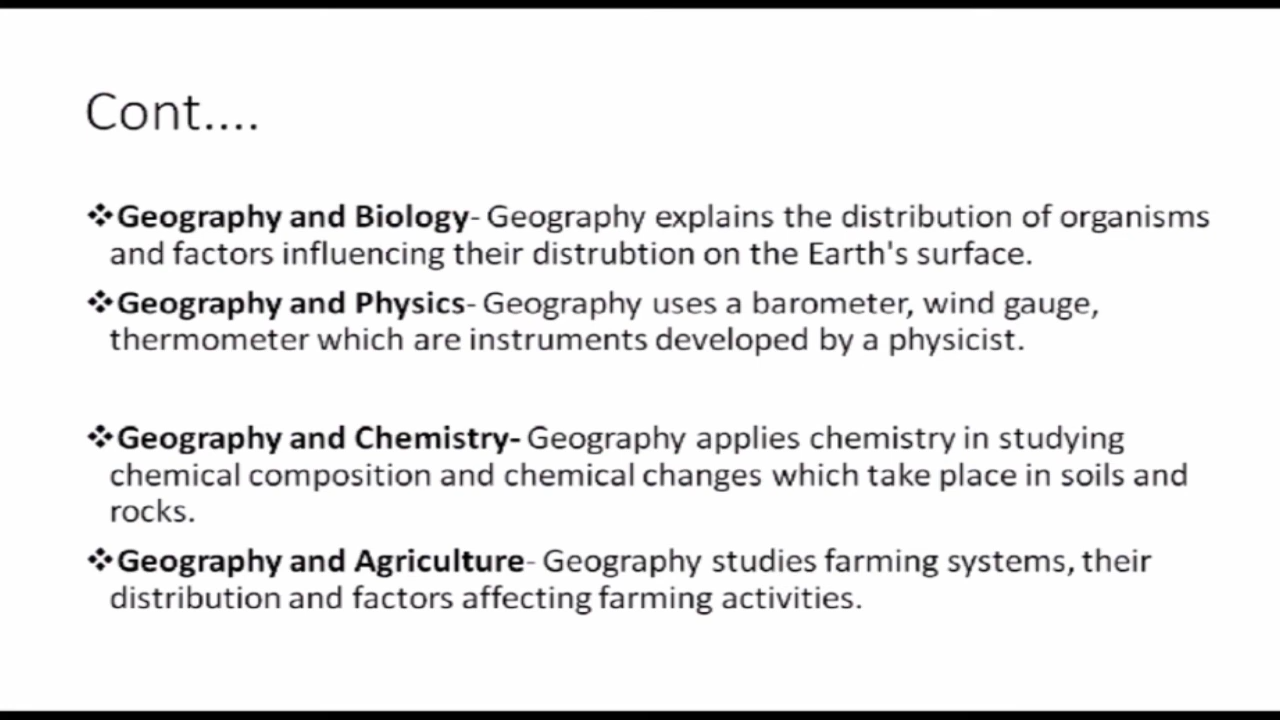 Cont....
❖Geography and Biology- Geography explains the distribution of organisms
and factors influencing their distrubtion on the Earth's surface.
❖Geography and Physics- Geography uses a barometer, wind gauge,
thermometer which are instruments developed by a physicist.
❖Geography and Chemistry- Geography applies chemistry in studying
chemical composition and chemical changes which take place in soils and
rocks.
❖Geography and Agriculture- Geography studies farming systems, their
distribution and factors affecting farming activities.